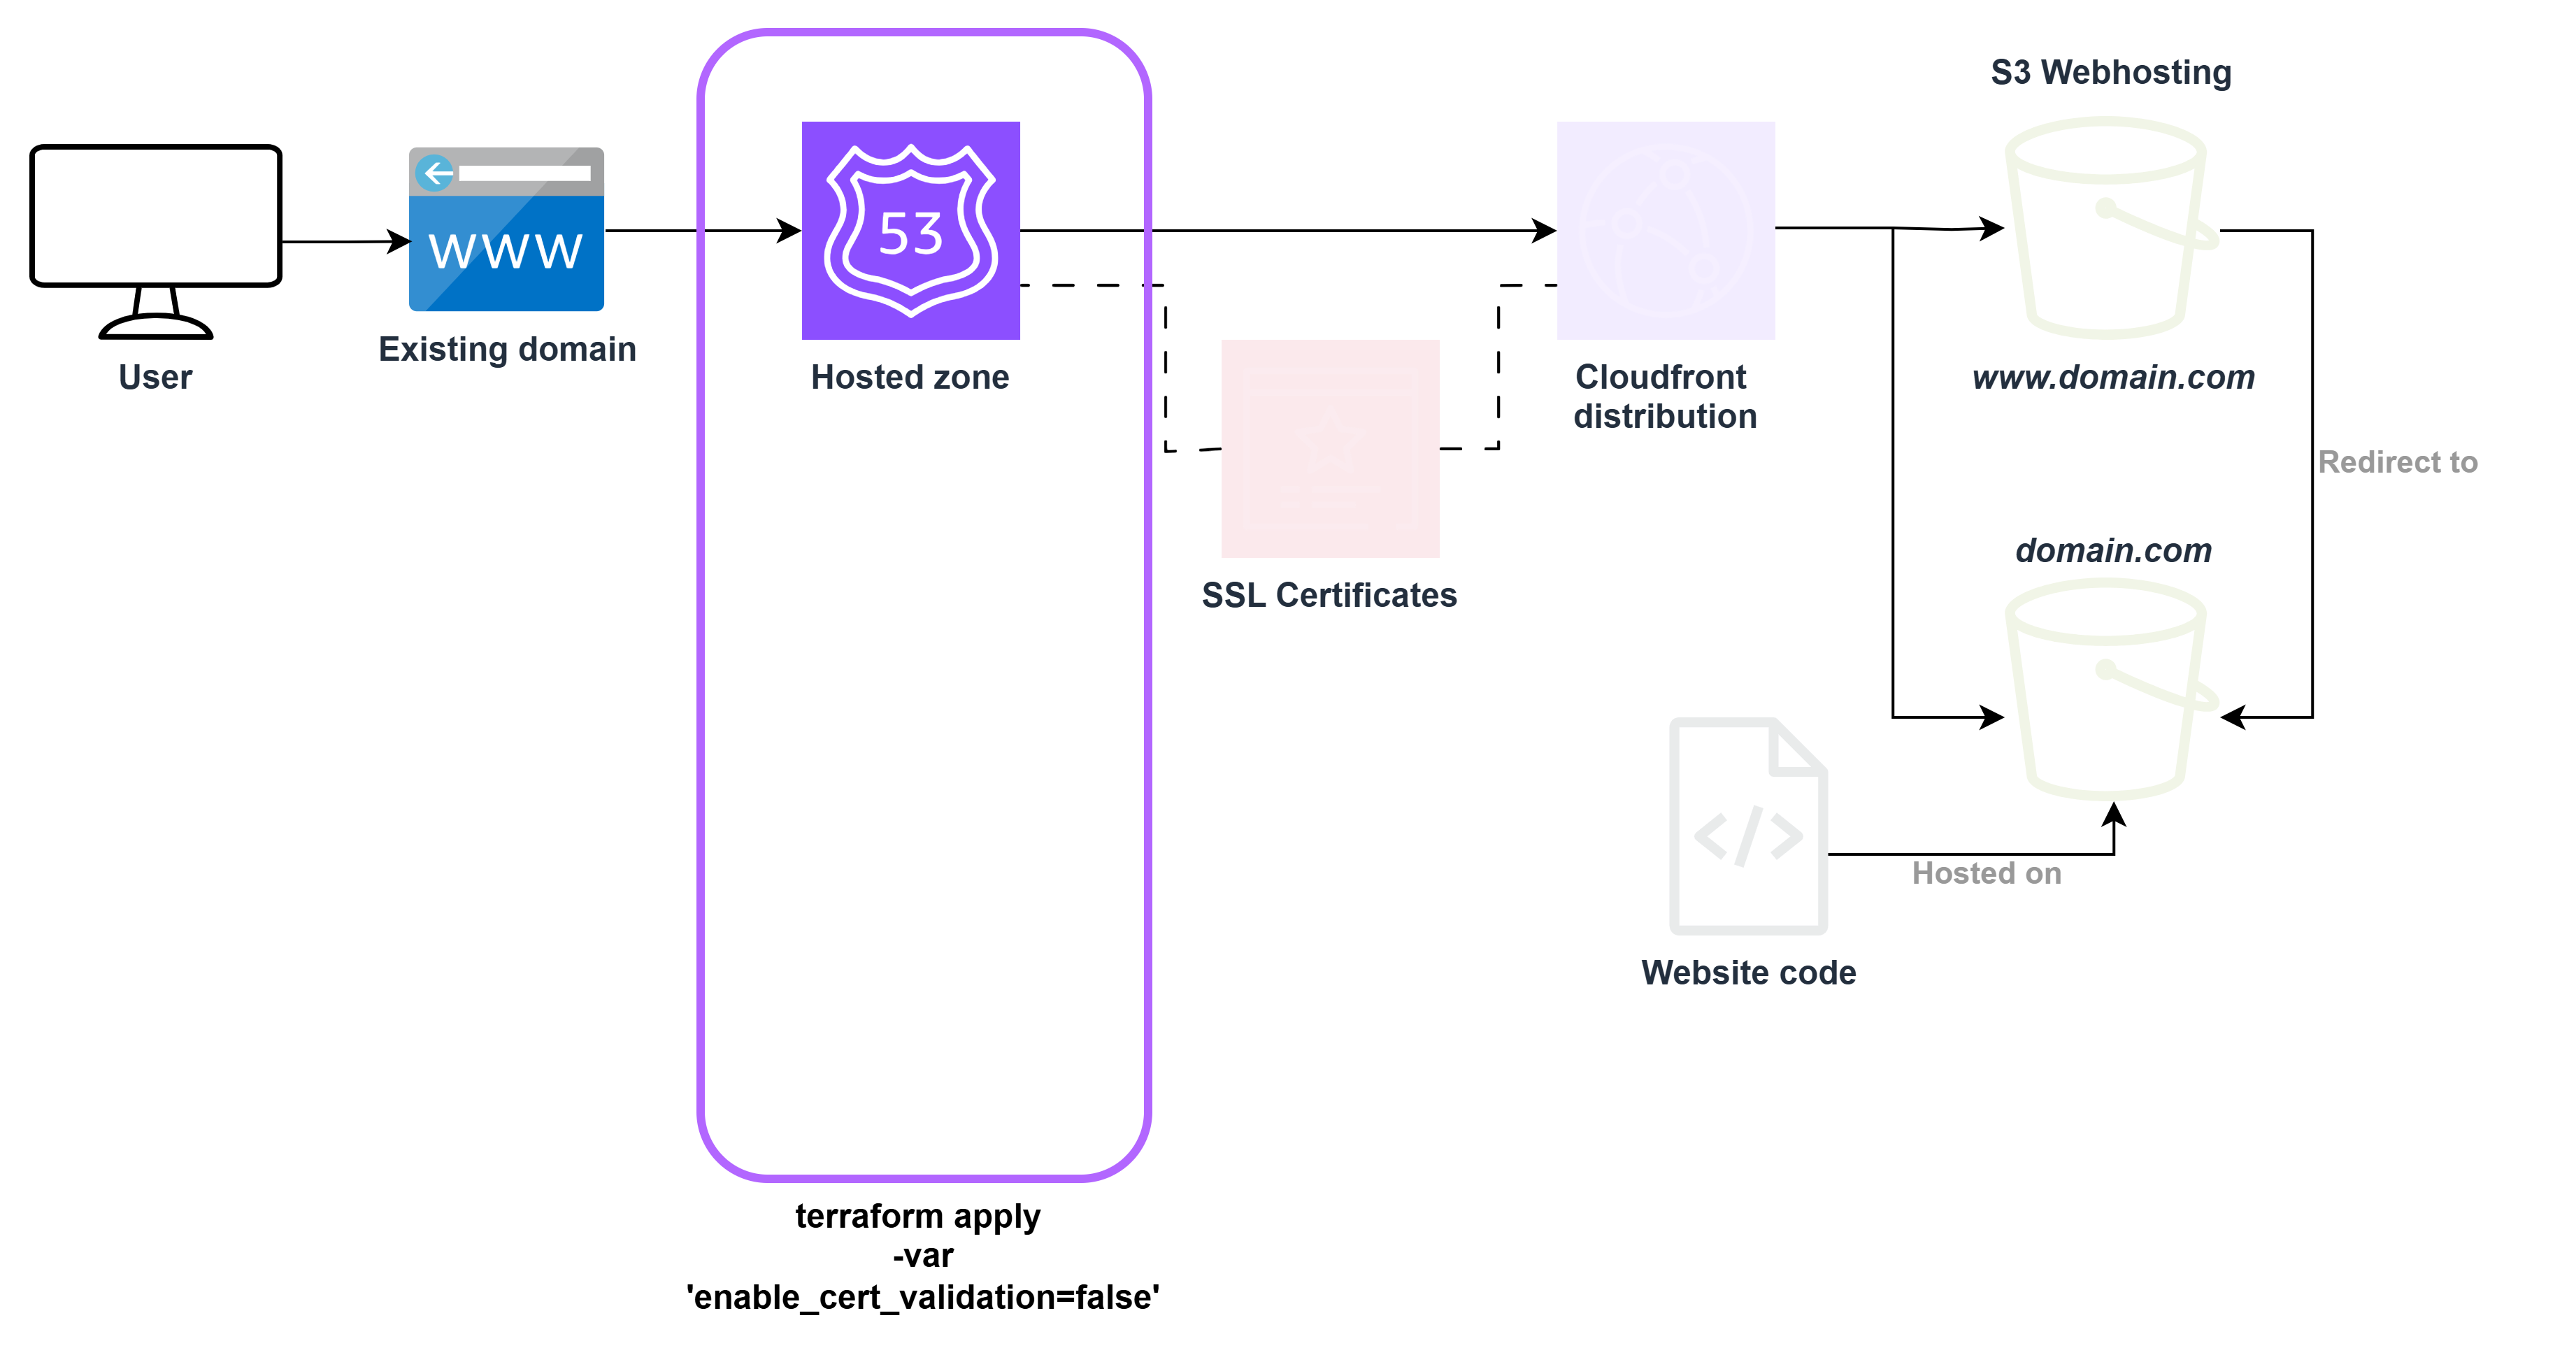 S3 Webhosting
WWW
53
User
Existing domain
Hosted zone
Cloudfront
distribution
www.domain.com
Redirect to
SSL Certificates
domain.com
</>
Hosted on
Website code
terraform apply
-var
'enable_cert_validation=false'